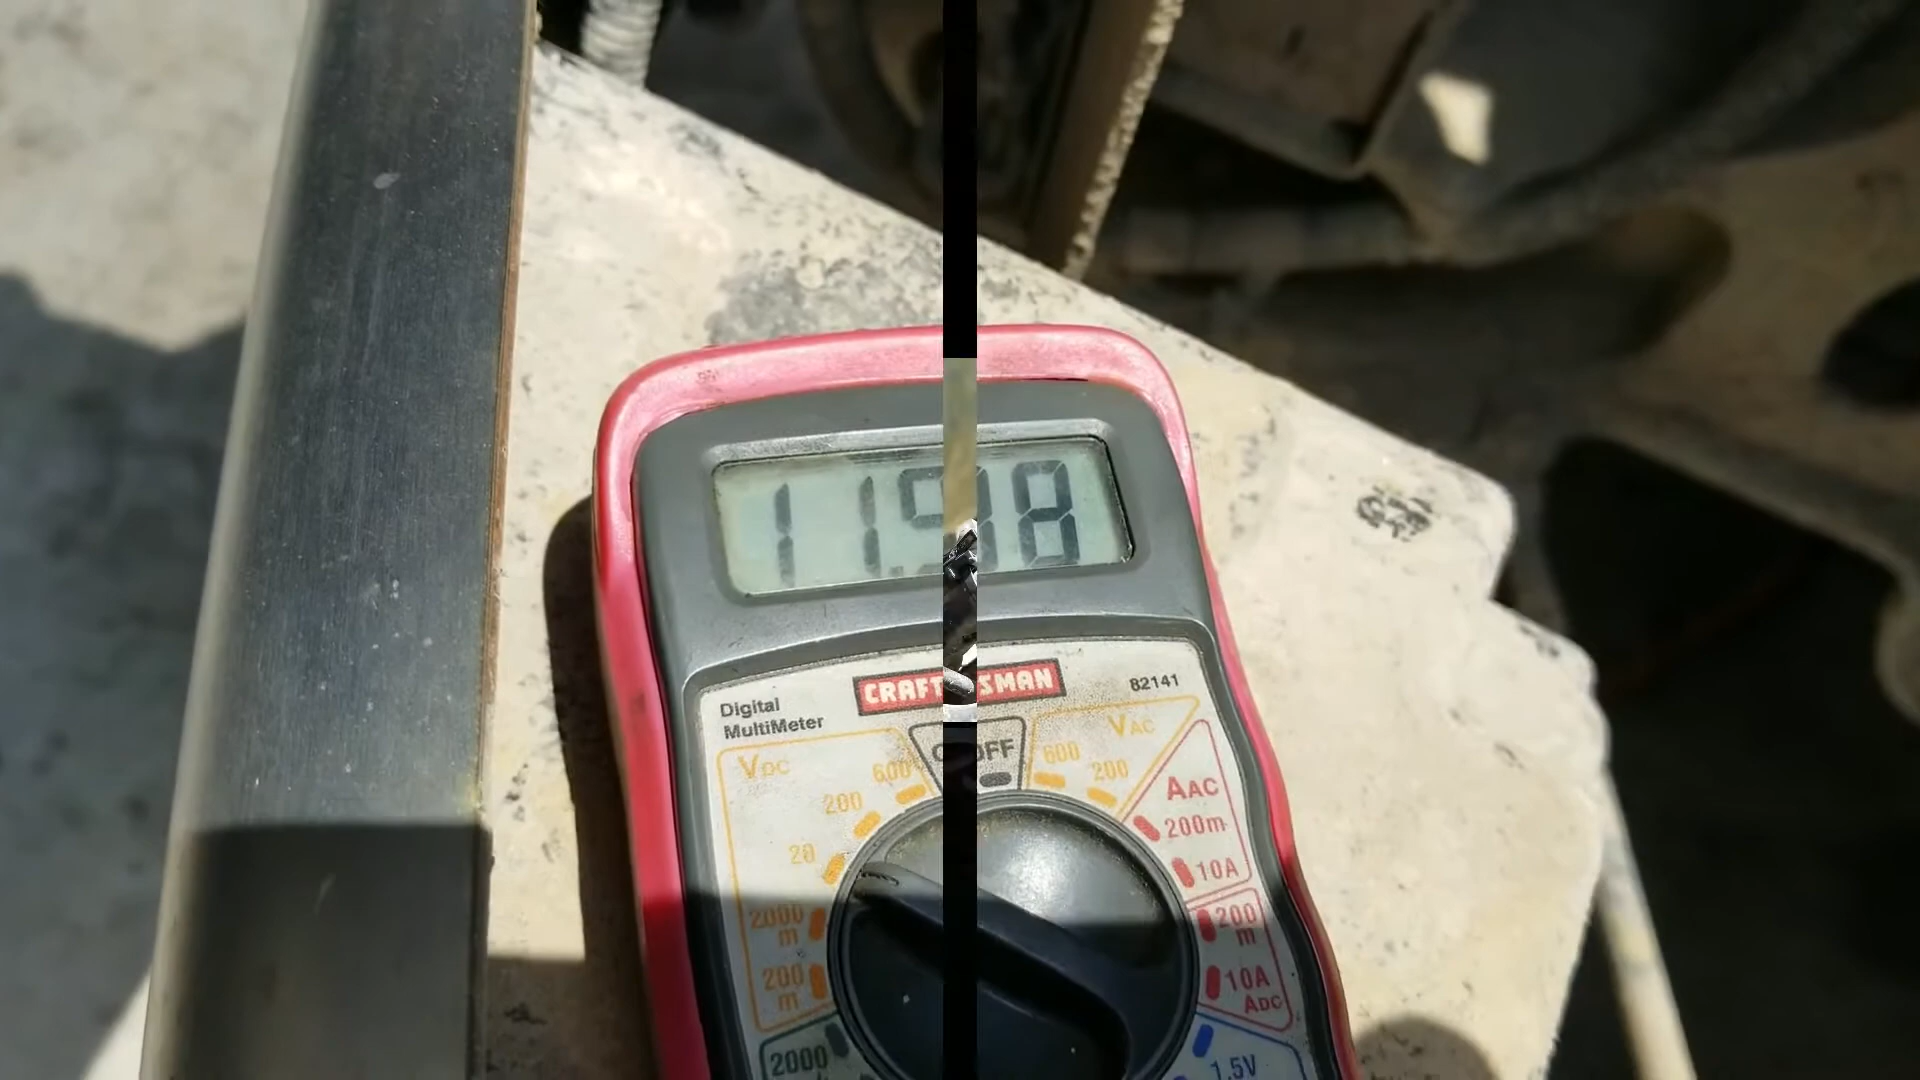 11.98
CRAFTSMAN
82141
Digital
MultiMeter
VDC
600
200
20
2000
m
200
m
2000
OFF
VAC
600
200
AAC
200m
10A
200
m
10A
ADC
1.5V